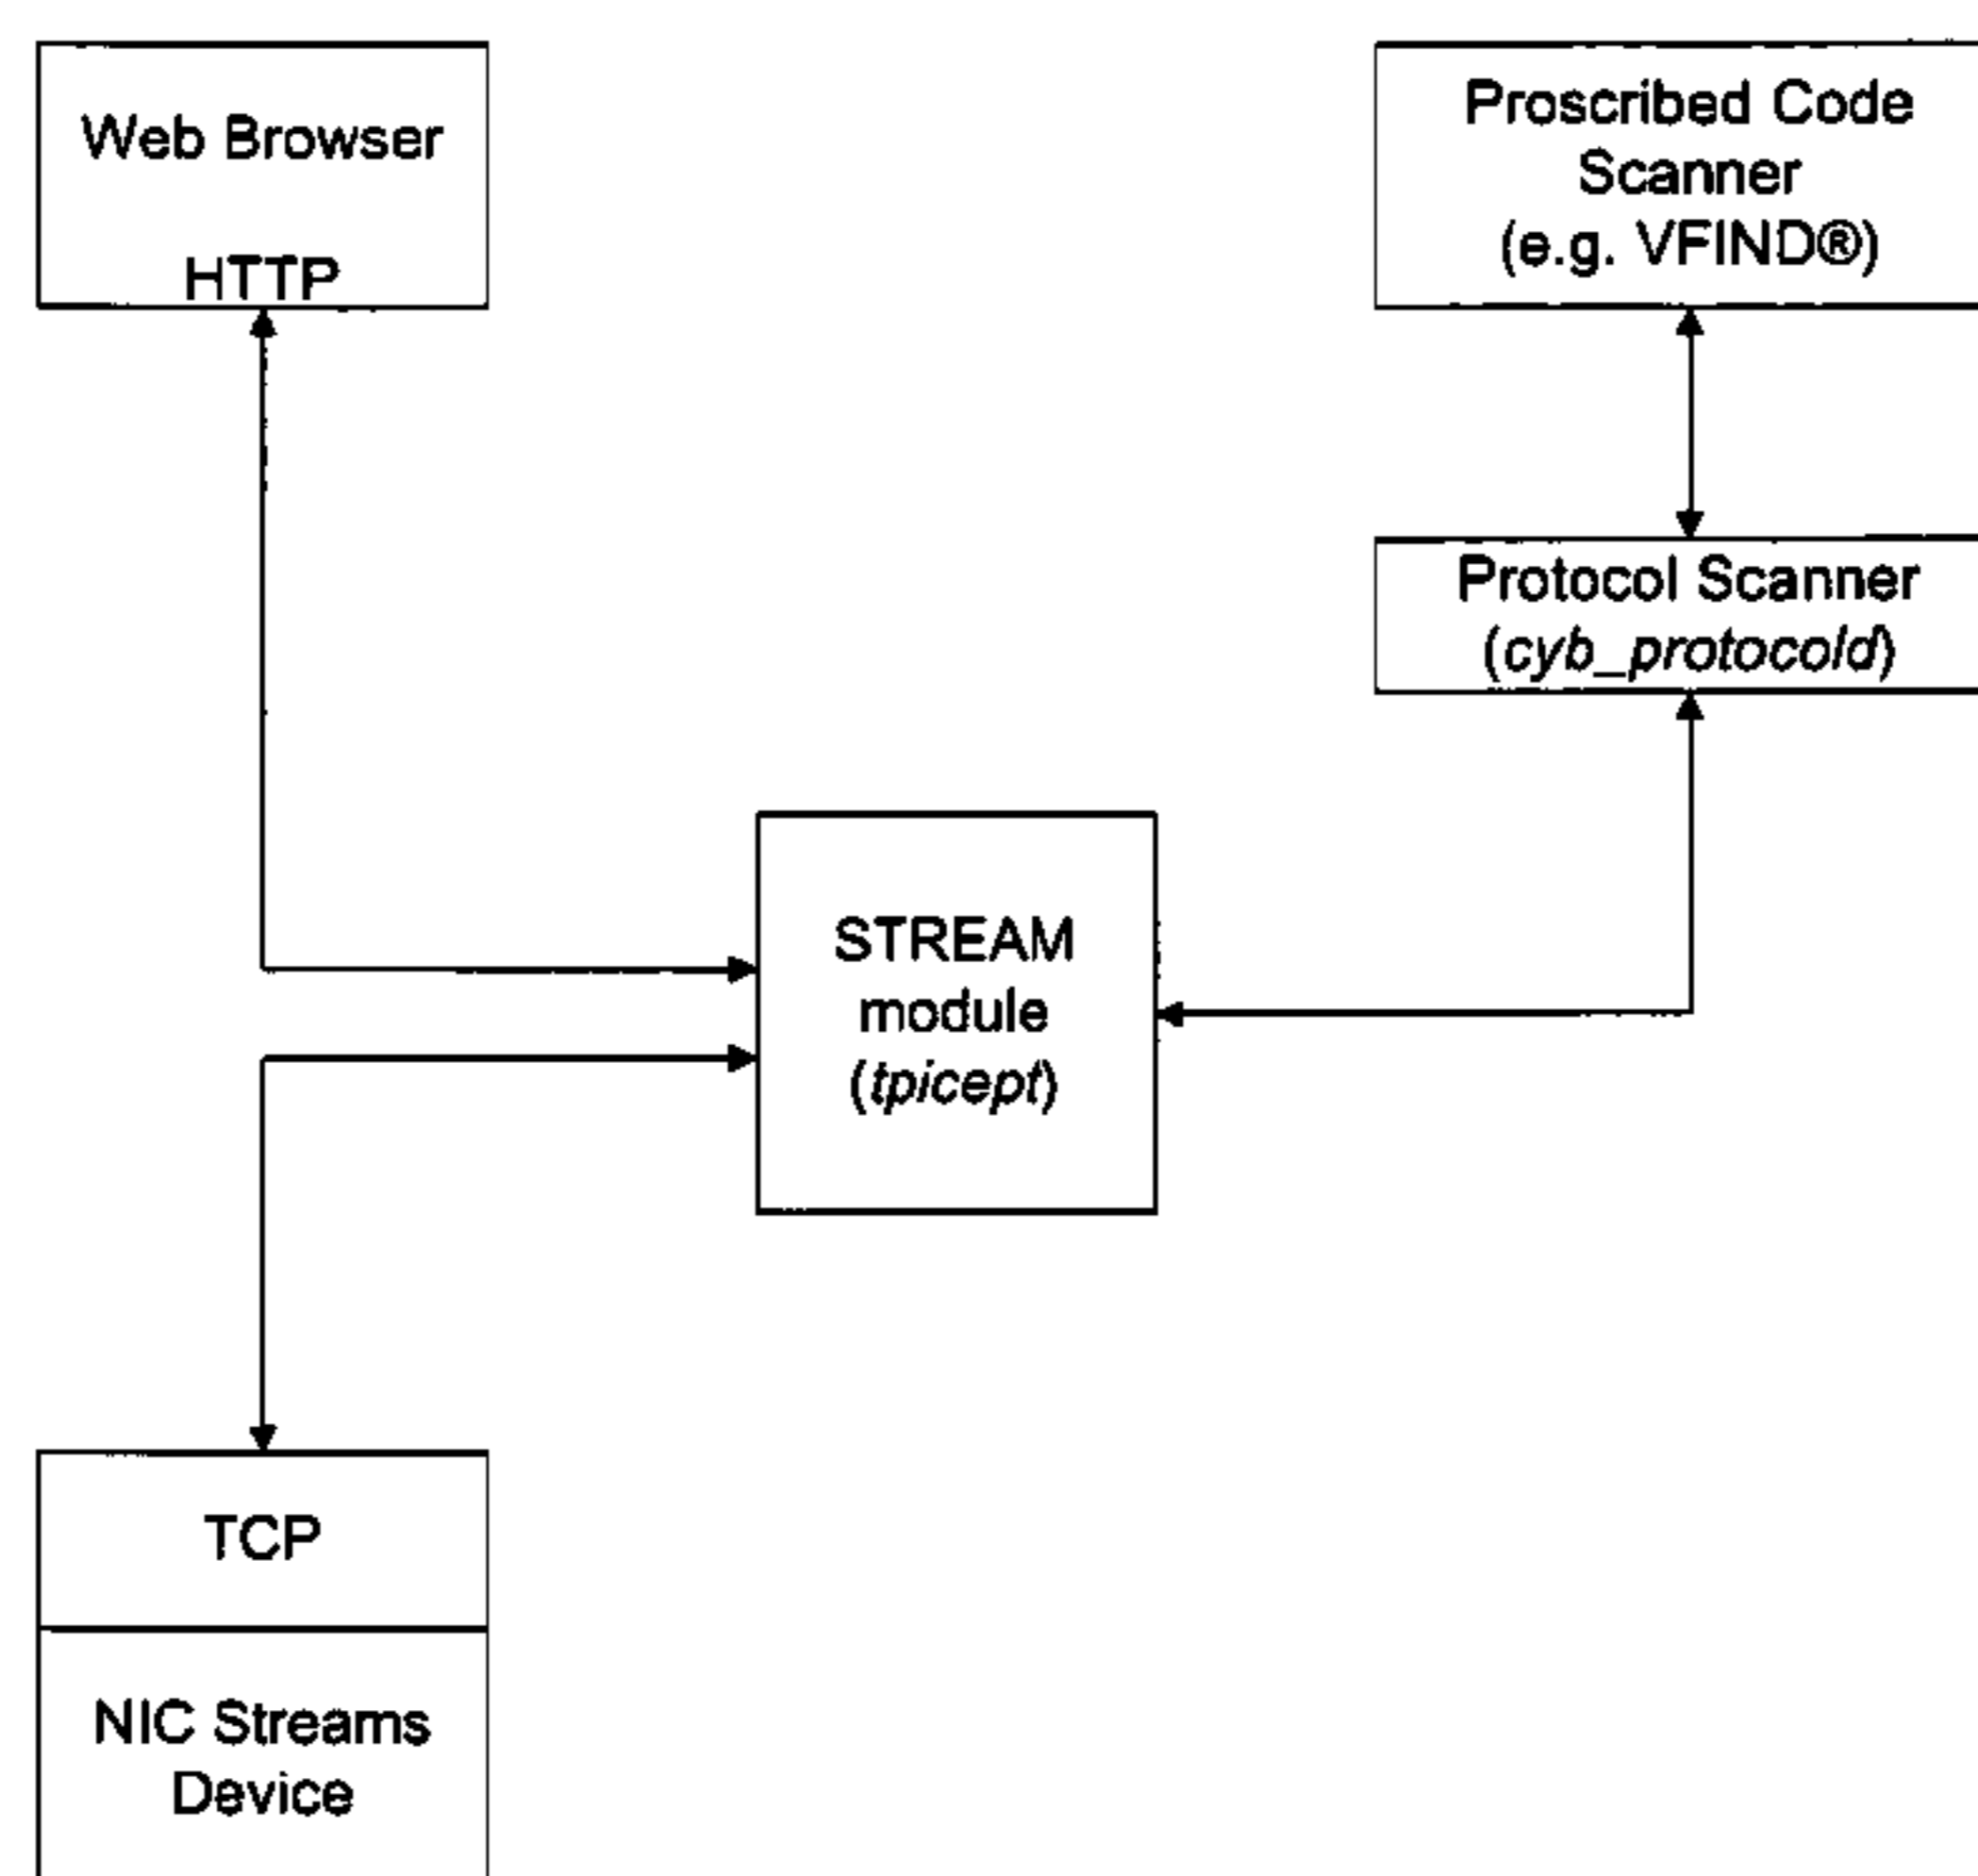 Web Browser
HTTP
Proscribed Code
Scanner
(e.g. VFIND®)
Protocol Scanner
(cyb_protocold)
STREAM
module
(tpicept)
TCP
NIC Streams
Device